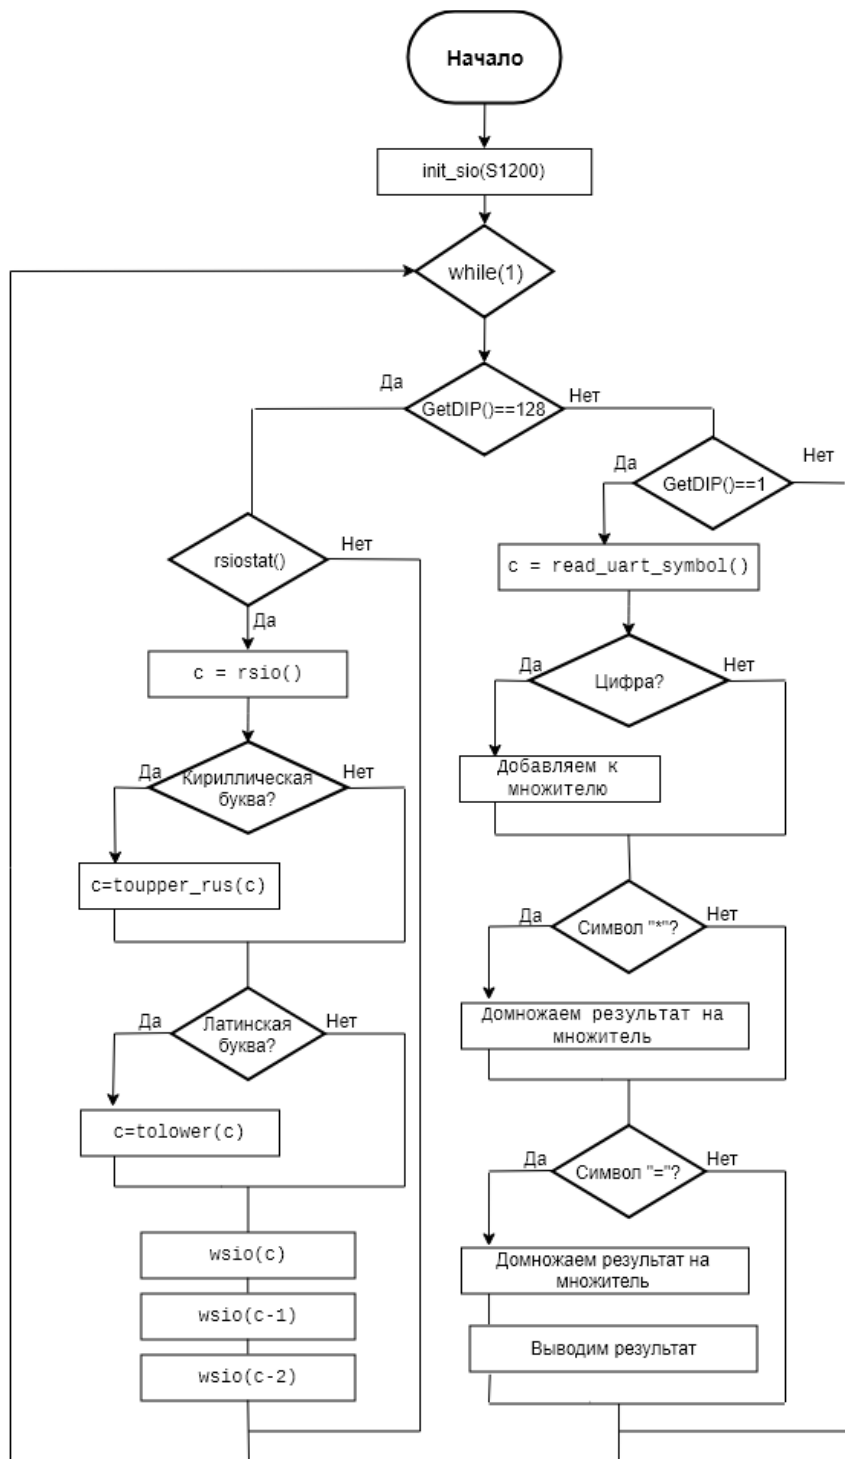 Начало
init_sio(S1200)
while(1)
Да
GetDIP()==128
Нет
Да
GetDIP()==1
Нет
rsiostat()
Нет
Да
c = rsio()
Да
Кириллическая
буква?
Нет
c=toupper_rus(c)
Да
Латинская
буква?
Нет
c=tolower(c)
wsio(c)
wsio(c-1)
wsio(c-2)
c = read_uart_symbol()
Да
Цифра?
Нет
Добавляем к
множителю
Да
Символ "*"?
Нет
Домножаем результат на
множитель
Да
Символ "="?
Нет
Домножаем результат на
множитель
Выводим результат